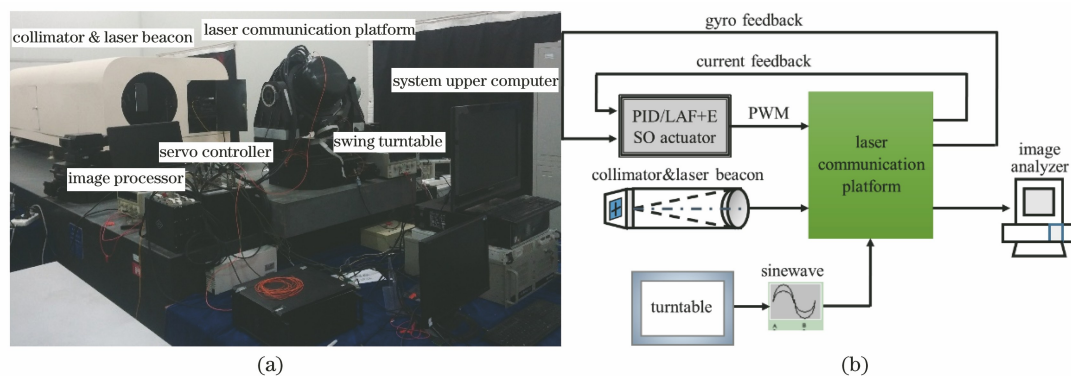 collimator & laser beacon
laser communication platform
system upper computer
servo controller
swing turntable
image processor
(a)
gyro feedback
current feedback
PID/LAF+E
SO actuator
PWM
laser
communication
platform
image
analyzer
collimator&laser beacon
turntable
sinewave
A B
(b)